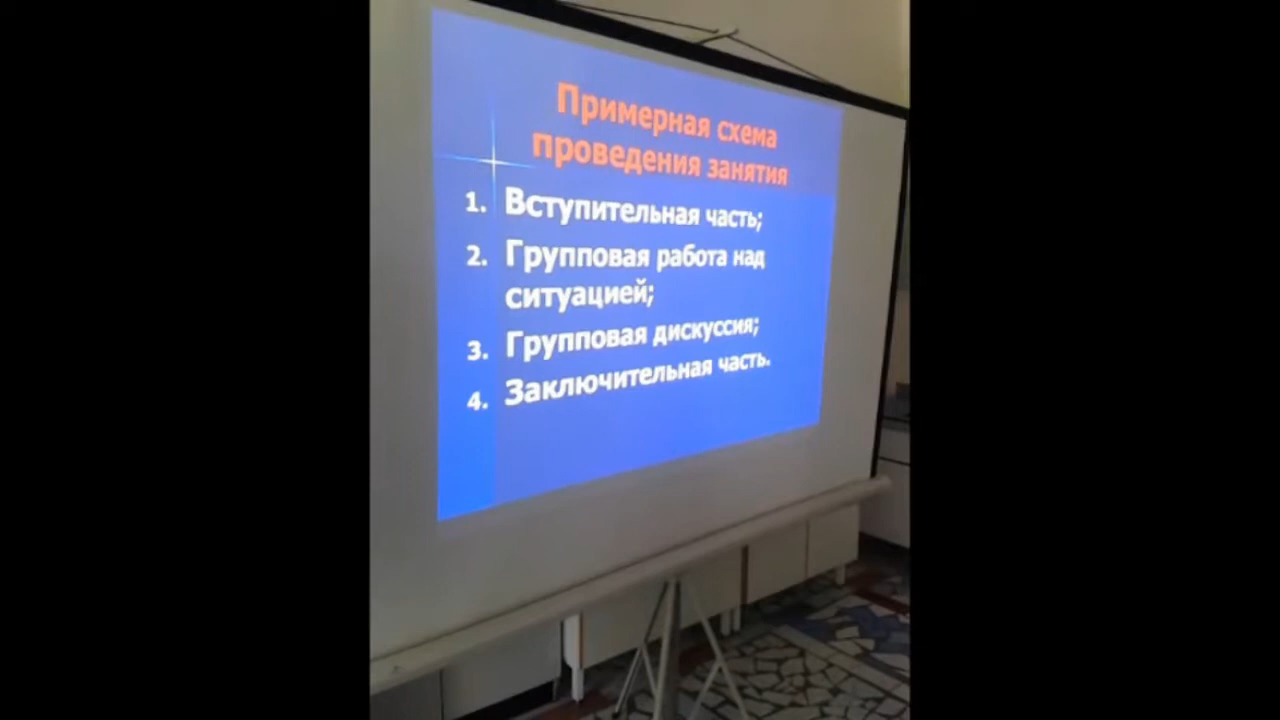 Примерная схема
проведения занятия
1. Вступительная часть;
2. Групповая работа над
ситуацией;
3. Групповая дискуссия;
4. Заключительная часть.